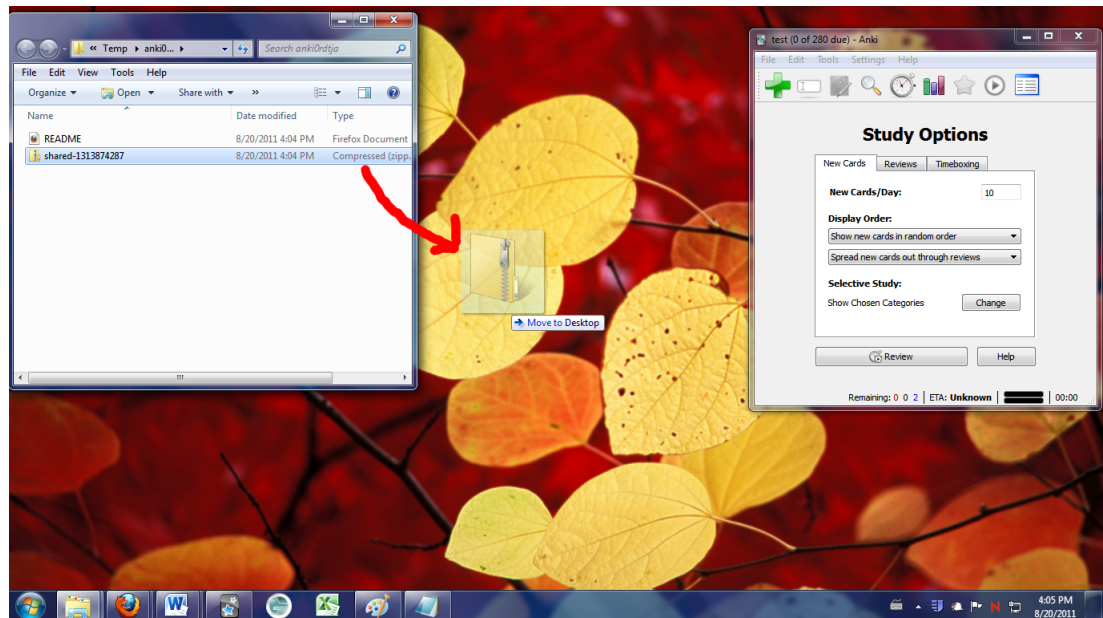 « Temp ▸ anki0... ▸
Search anki0rdtja
File Edit View Tools Help
Organize ▾ Open ▾ Share with ▾ »
Name Date modified Type
README 8/20/2011 4:04 PM Firefox Document
shared-1313874287 8/20/2011 4:04 PM Compressed (zipp.
Move to Desktop
test (0 of 280 due) - Anki
File Edit Tools Settings Help
Study Options
New Cards Reviews Timeboxing
New Cards/Day: 10
Display Order:
Show new cards in random order
Spread new cards out through reviews
Selective Study:
Show Chosen Categories Change
Review Help
Remaining: 0 0 2 ETA: Unknown 00:00
4:05 PM
8/20/2011